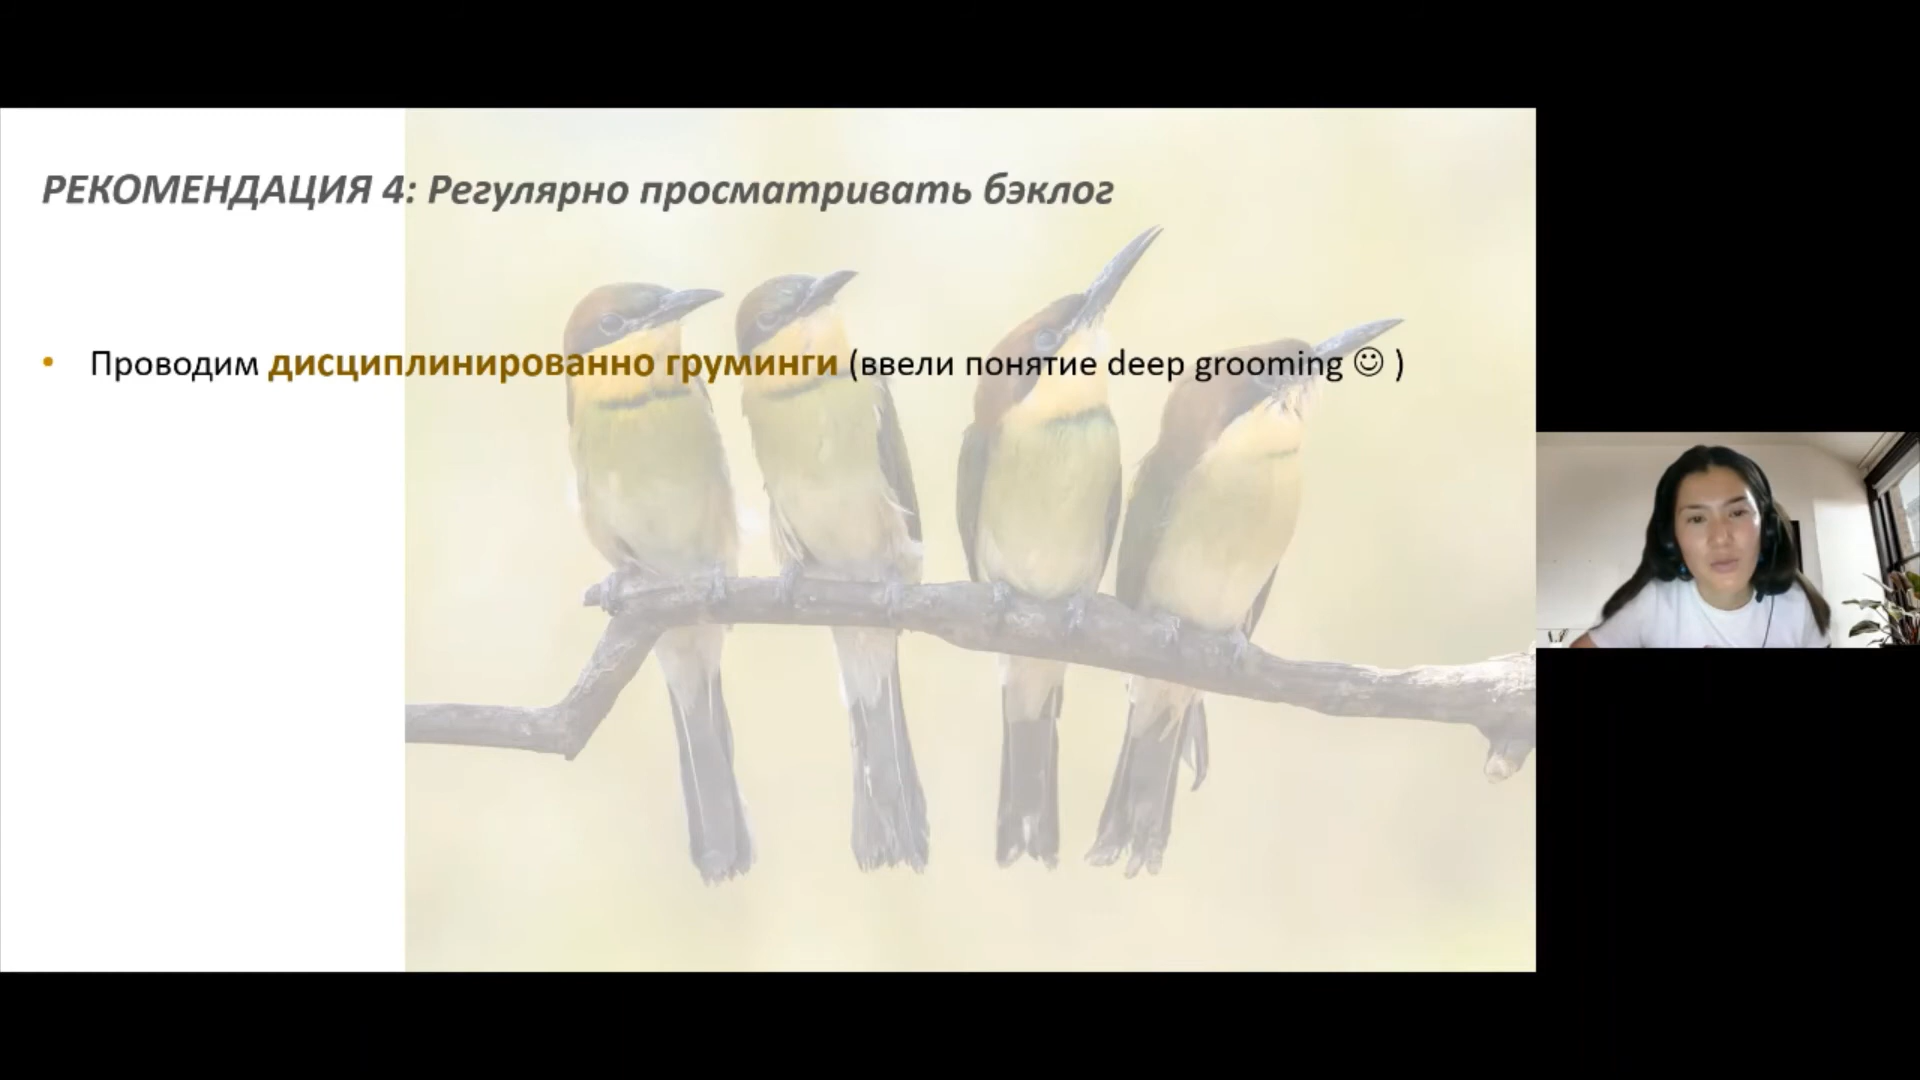 РЕКОМЕНДАЦИЯ 4: Регулярно просматривать бэклог
• Проводим дисциплинированно груминги (ввели понятие deep grooming ☺ )